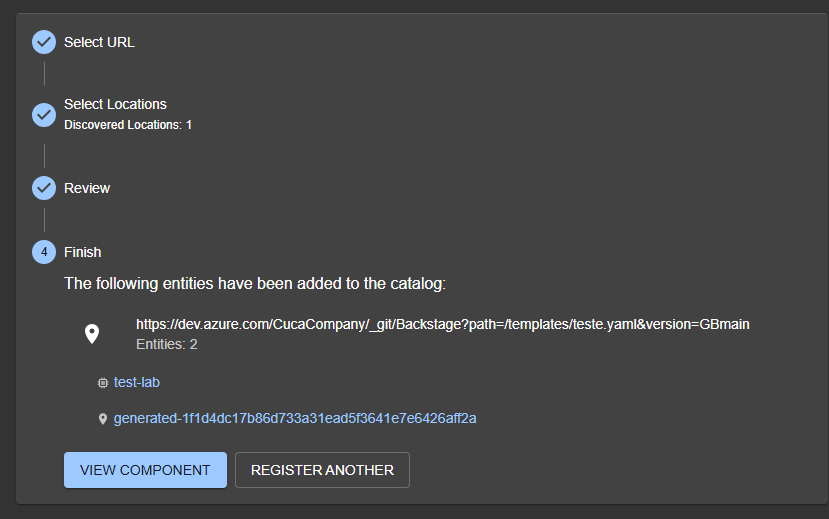 Select URL
Select Locations
Discovered Locations: 1
Review
4 Finish
The following entities have been added to the catalog:
https://dev.azure.com/CucaCompany/_git/Backstage?path=/templates/teste.yaml&version=GBmain
Entities: 2
test-lab
generated-1f1d4dc17b86d733a31ead5f3641e7e6426aff2a
VIEW COMPONENT REGISTER ANOTHER